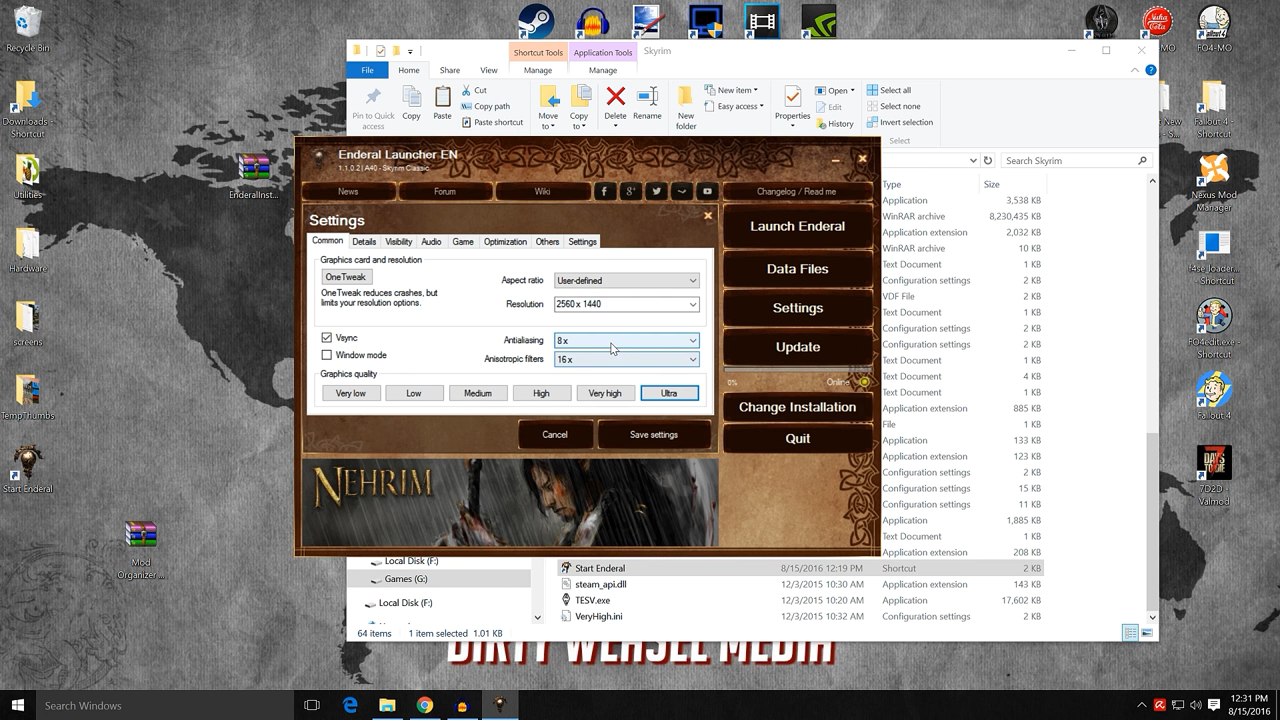 Recycle Bin
Downloads -
Shortcut
Utilities
Hardware
screens
TempThumbs
Start Enderal
EnderalInst...
Mod
Organizer ...
-MO
FO4-MO
Fallout 4 -
Shortcut
Nexus Mod
Manager
f4se_loader...
- Shortcut
FO4edit.exe -
Shortcut
Fallout 4
7D2D -
Valmod
Shortcut Tools
Application Tools
Skyrim
File
Home
Share
View
Manage
Manage
Pin to Quick
access
Copy
Paste
Cut
Copy path
Paste shortcut
Move
to
Copy
to
Delete
Rename
New
folder
New item
Easy access
Properties
Open
Edit
History
Select all
Select none
Invert selection
Select
Search Skyrim
Type Size
Application 3,538 KB
WinRAR archive 8,230,435 KB
Application extension 2,032 KB
WinRAR archive 10 KB
Text Document 1 KB
Configuration settings 2 KB
VDF File 2 KB
Text Document 1 KB
Configuration settings 2 KB
Configuration settings 2 KB
Text Document 1 KB
Text Document 4 KB
Configuration settings 2 KB
Application extension 885 KB
File 1 KB
Application 133 KB
Application extension 123 KB
Configuration settings 2 KB
Configuration settings 15 KB
Configuration settings 11 KB
Application 1,885 KB
Text Document 2 KB
Application extension 208 KB
Start Enderal 8/15/2016 12:19 PM Shortcut 2 KB
steam_api.dll 12/3/2015 10:30 AM Application extension 143 KB
TESV.exe 12/3/2015 10:20 AM Application 17,602 KB
VeryHigh.ini 12/3/2015 10:32 AM Configuration settings 2 KB
Local Disk (F:)
Games (G:)
Local Disk (F:)
64 items 1 item selected 1.01 KB
Enderal Launcher EN
1.1.0.2 | A40 - Skyrim Classic
News
Forum
Wiki
Changelog / Read me
Settings
Common
Details
Visibility
Audio
Game
Optimization
Others
Settings
Graphics card and resolution
OneTweak
OneTweak reduces crashes, but
limits your resolution options.
Aspect ratio User-defined
Resolution 2560 x 1440
Vsync
Window mode
Antialiasing 8 x
Anisotropic filters 16 x
Graphics quality
Very low
Low
Medium
High
Very high
Ultra
Cancel
Save settings
Launch Enderal
Data Files
Settings
Update
0% Online
Change Installation
Quit
NEHRIM
DIRTY WEASEL MEDIA
Search Windows
12:31 PM
8/15/2016